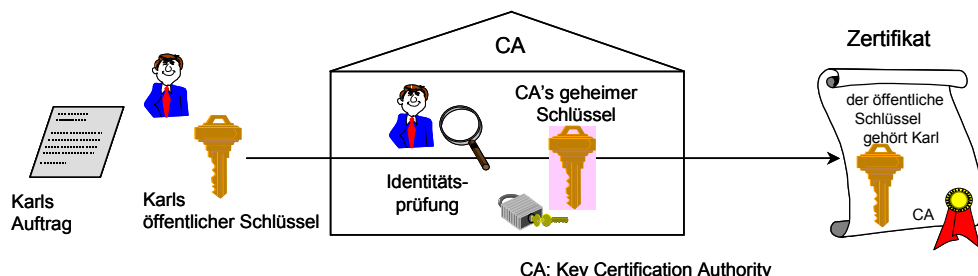 CA
Zertifikat
CA's geheimer
Schlüssel
der öffentliche
Schlüssel
gehört Karl
Identitäts-
prüfung
Karls
Auftrag
Karls
öffentlicher Schlüssel
CA
CA: Key Certification Authority